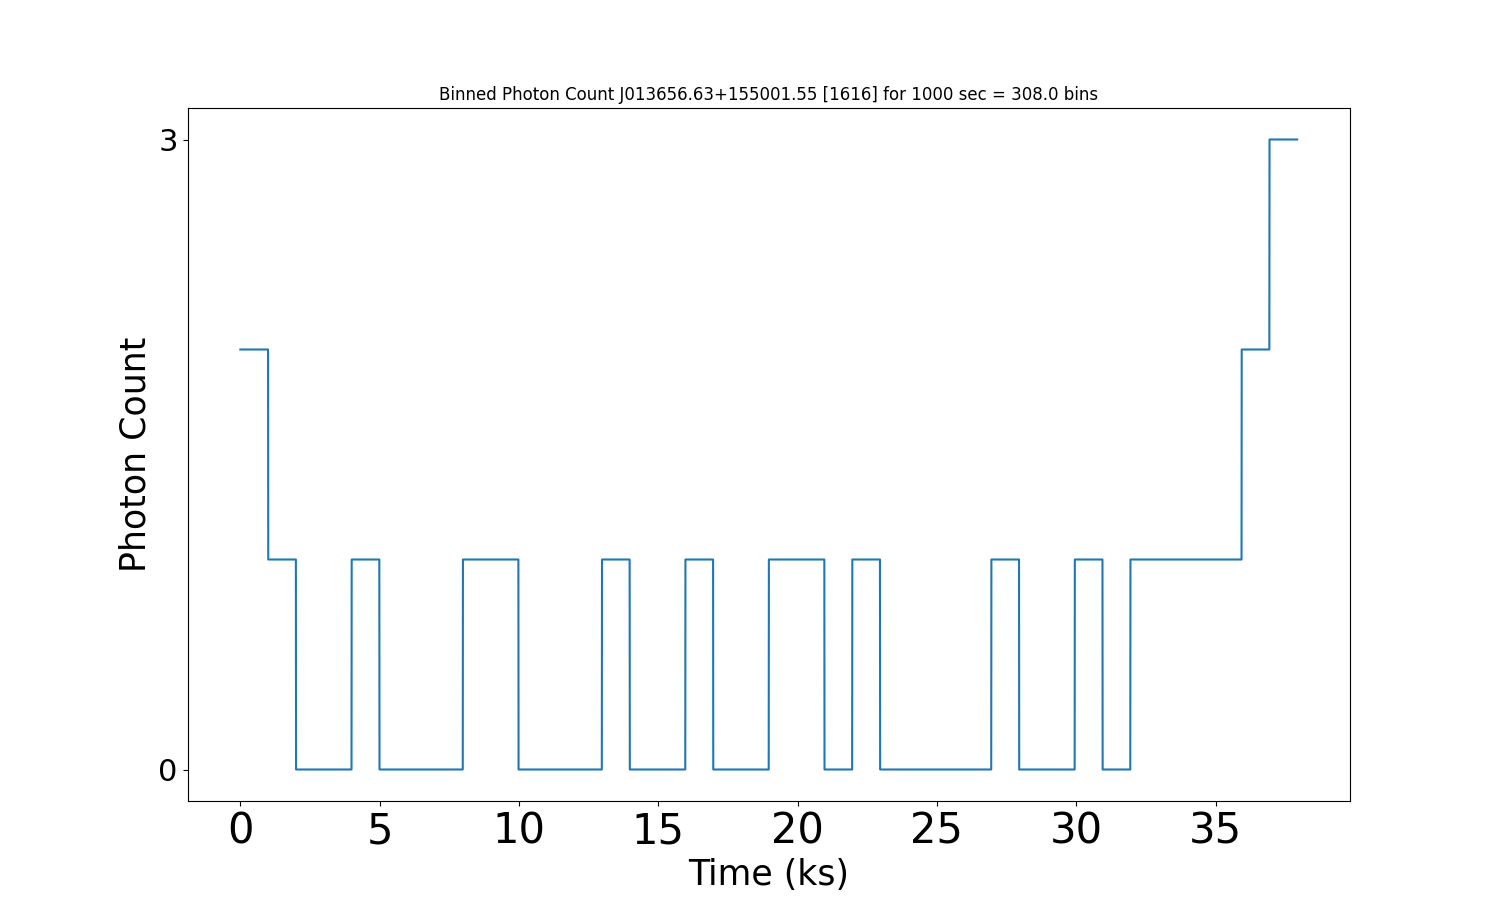 Binned Photon Count J013656.63+155001.55 [1616] for 1000 sec = 308.0 bins
3
Photon Count
0
0 5 10 15 20 25 30 35
Time (ks)